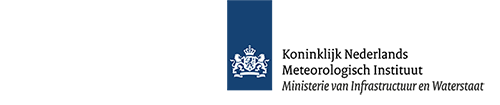 Koninklijk Nederlands
Meteorologisch Instituut
Ministerie van Infrastructuur en Waterstaat